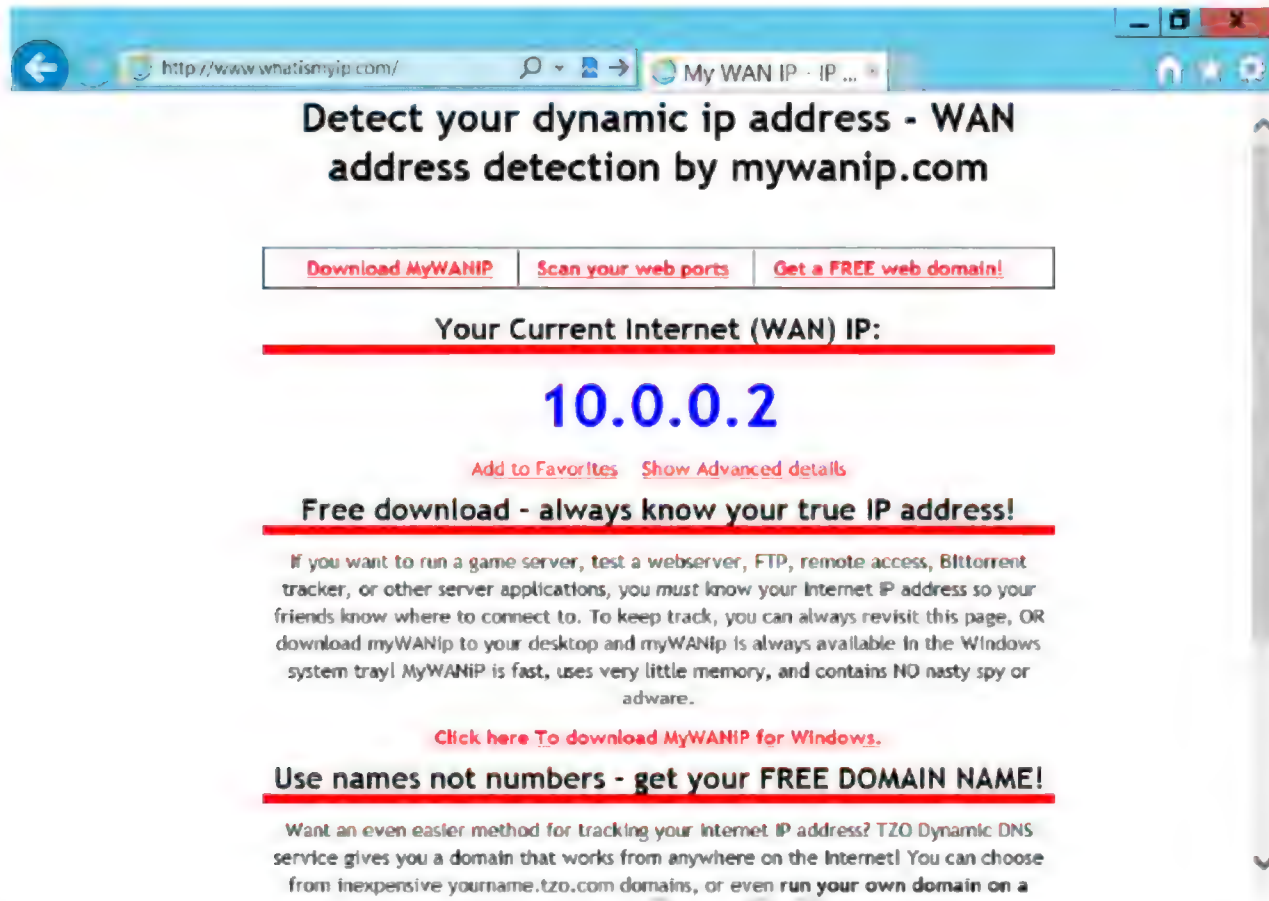 http://www.whatismyip.com/
My WAN IP - IP ...
Detect your dynamic ip address - WAN
address detection by mywanip.com
Download MyWANIP
Scan your web ports
Get a FREE web domain!
Your Current Internet (WAN) IP:
10.0.0.2
Add to Favorites Show Advanced details
Free download - always know your true IP address!
If you want to run a game server, test a webserver, FTP, remote access, Bittorrent
tracker, or other server applications, you must know your Internet IP address so your
friends know where to connect to. To keep track, you can always revisit this page, OR
download myWANip to your desktop and myWANip is always available in the Windows
system tray! MyWANiP is fast, uses very little memory, and contains NO nasty spy or
adware.
Click here To download MyWANiP for Windows.
Use names not numbers - get your FREE DOMAIN NAME!
Want an even easier method for tracking your Internet IP address? TZO Dynamic DNS
service gives you a domain that works from anywhere on the Internet! You can choose
from inexpensive yourname.tzo.com domains, or even run your own domain on a